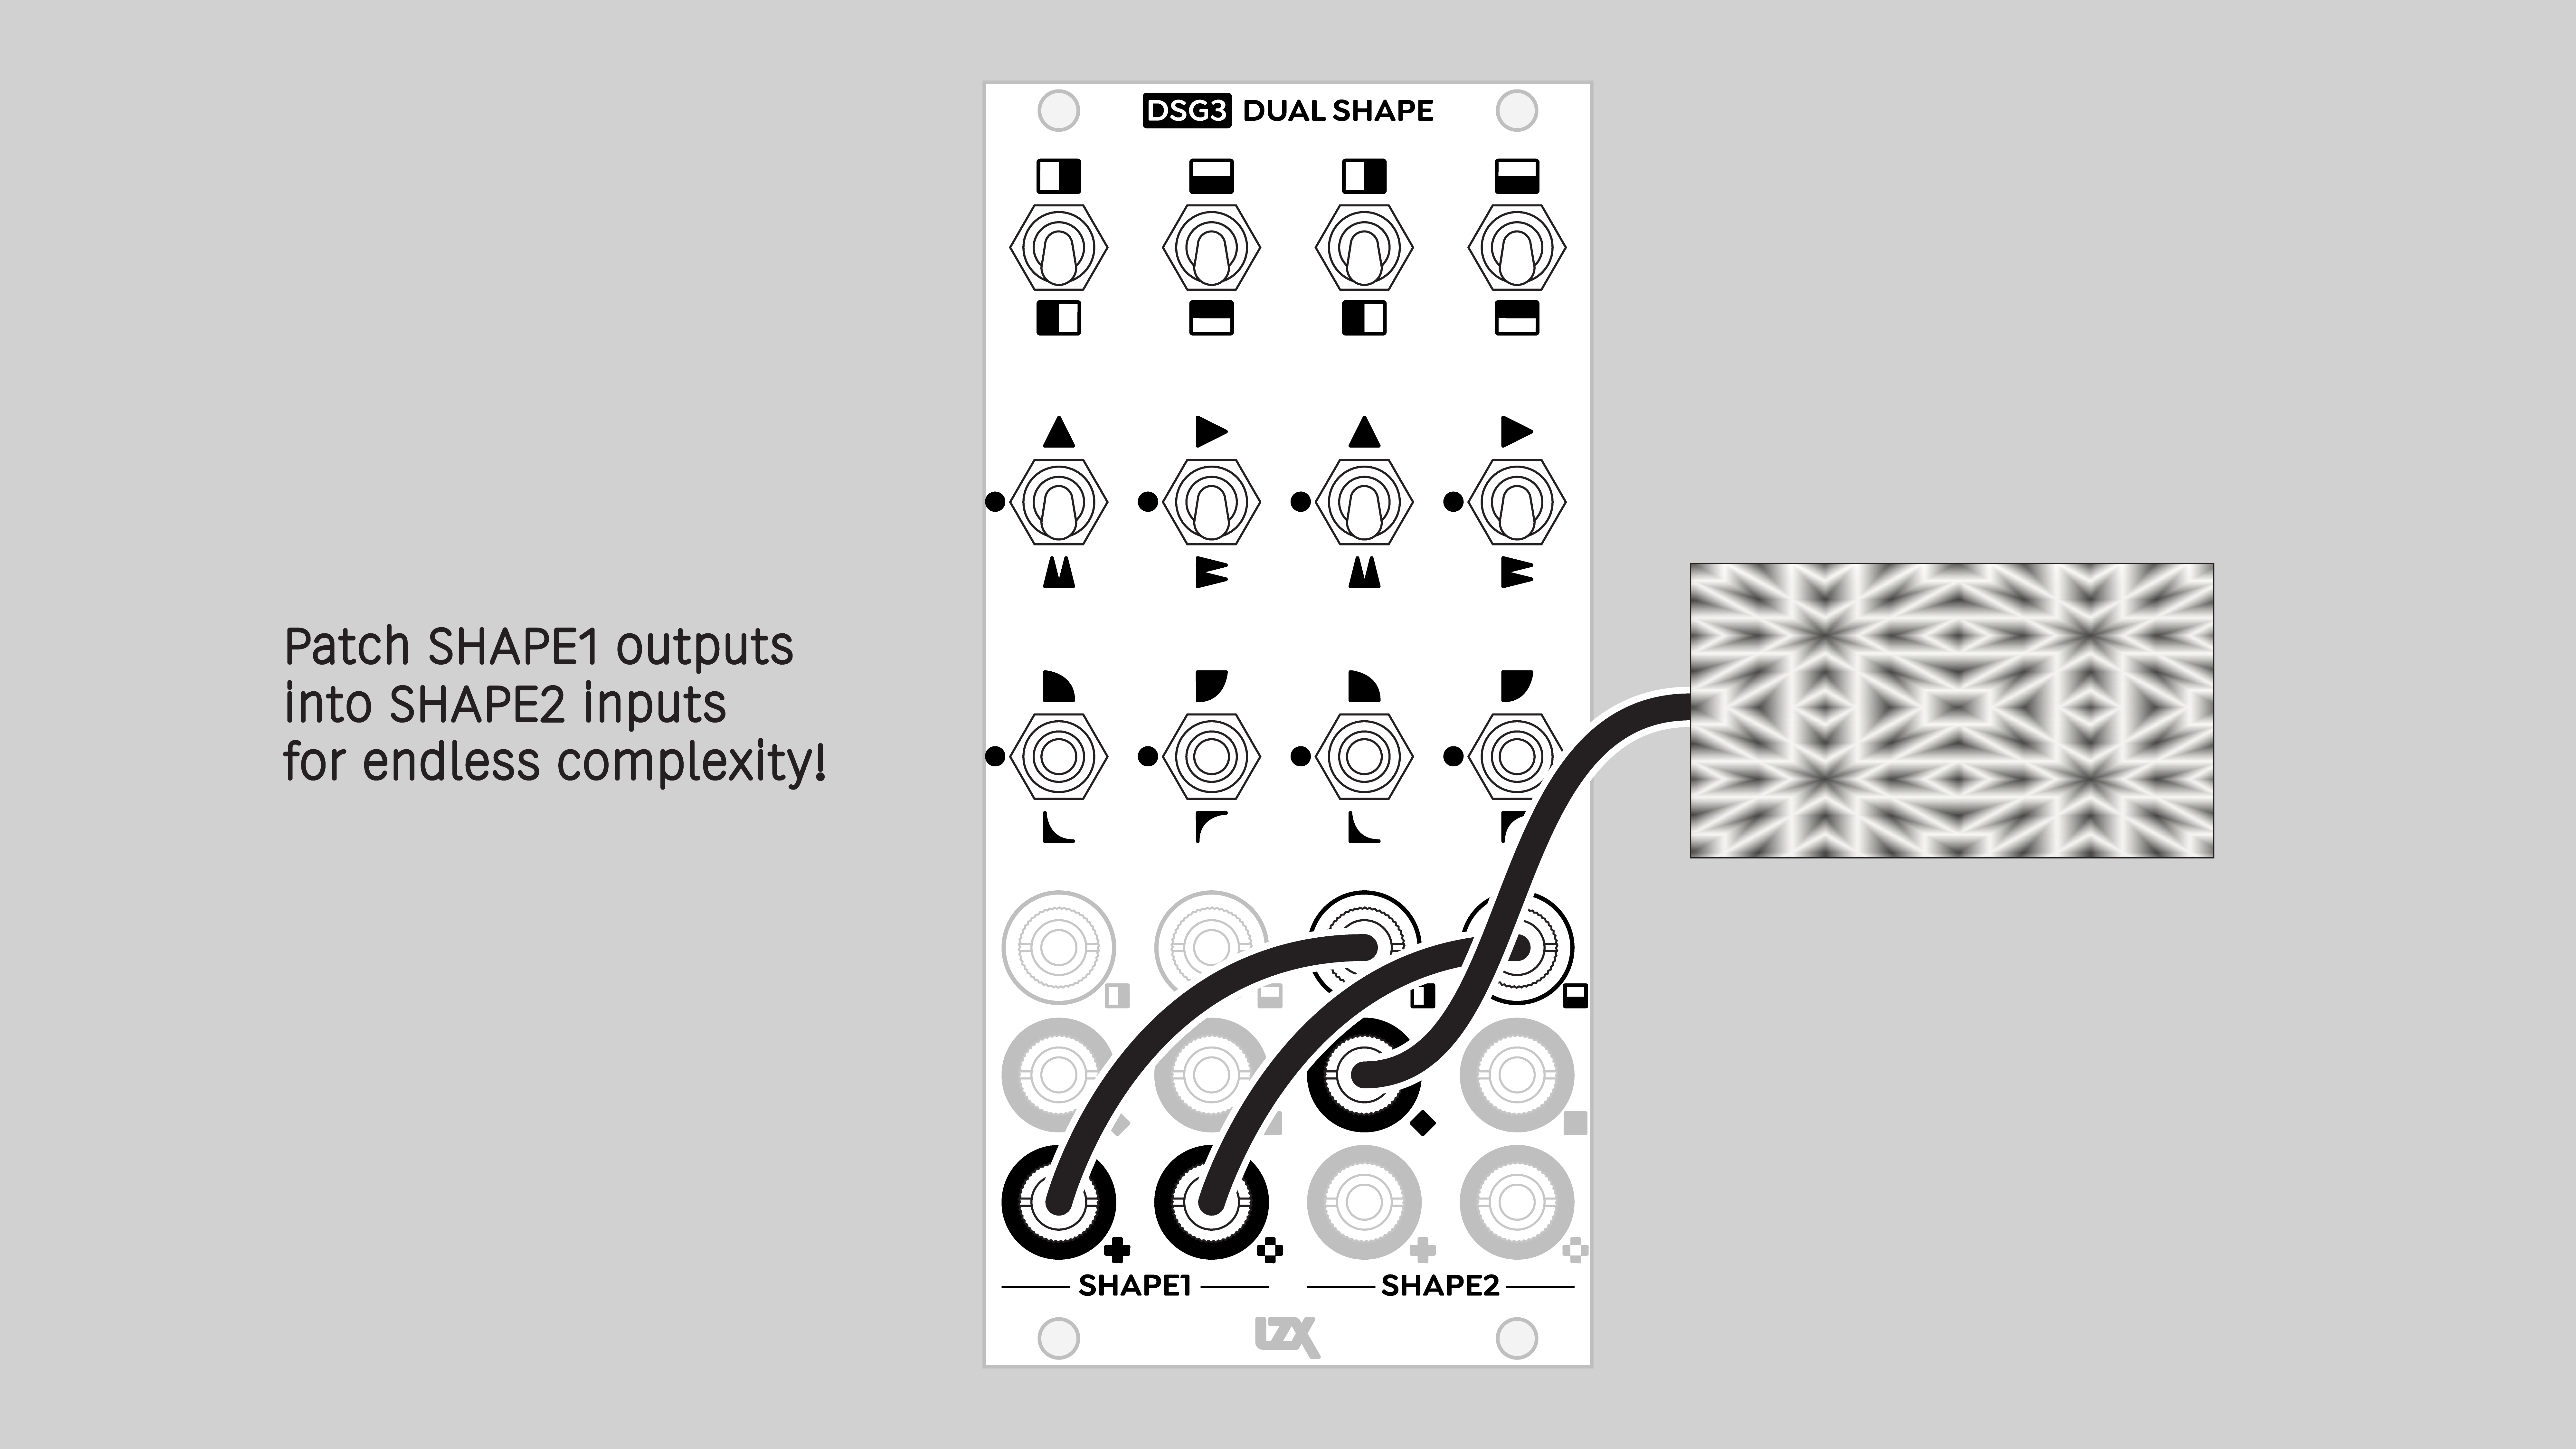 DSG3 DUAL SHAPE
Patch SHAPE1 outputs
into SHAPE2 inputs
for endless complexity!
SHAPE1 SHAPE2
LZX